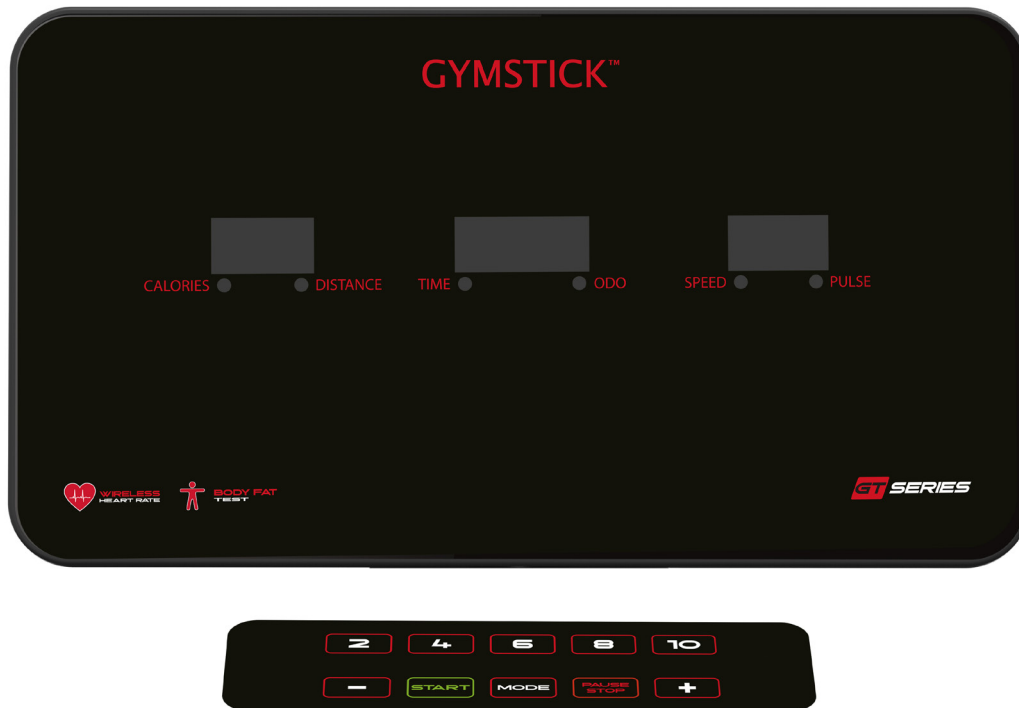 GYMSTICK™
CALORIES DISTANCE TIME ODO SPEED PULSE
WIRELESS
HEART RATE
BODY FAT
TEST
GT SERIES
2 4 6 8 10
- START MODE PAUSE STOP +